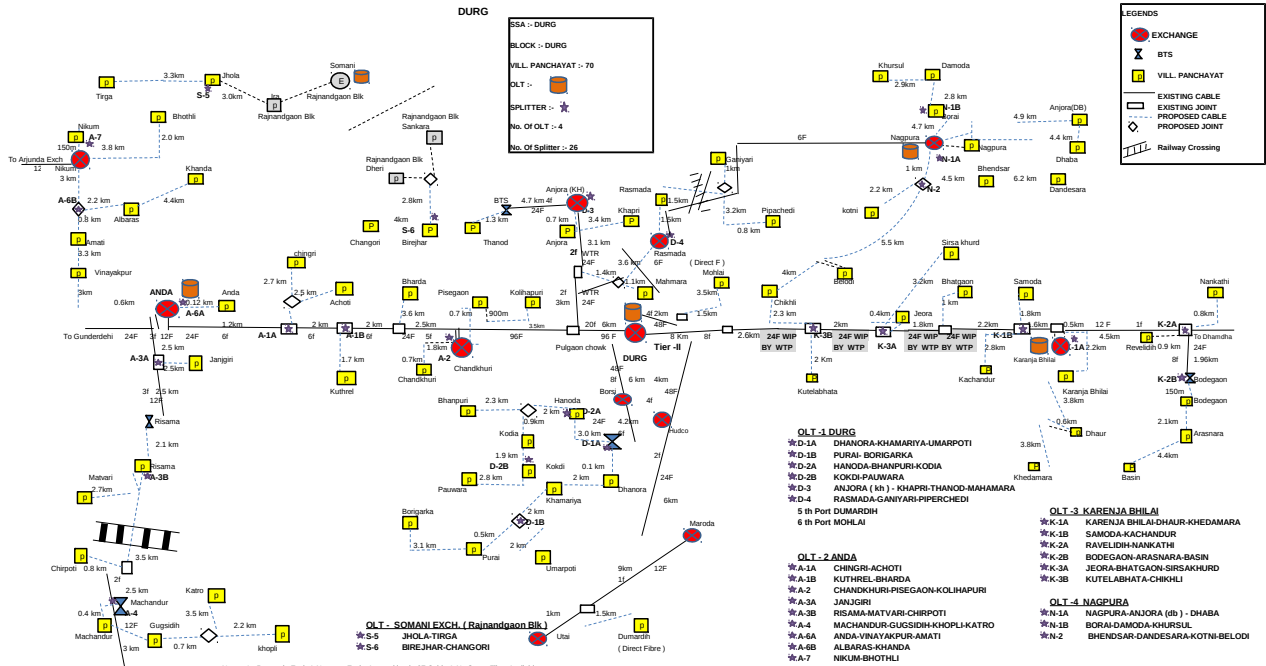 DURG
SSA :- DURG
BLOCK :- DURG
VILL. PANCHAYAT :- 70
OLT :-
SPLITTER :-
No. Of OLT :- 4
No. Of Splitter :- 26
LEGENDS
EXCHANGE
BTS
p VILL. PANCHAYAT
EXISTING CABLE
EXISTING JOINT
PROPOSED CABLE
PROPOSED JOINT
Railway Crossing
Somani
3.3km
Jhola
E
Tirga
S-5
3.0km
Ira
Rajnandgaon Blk
Rajnandgaon Blk
Bhothli
Nikum
A-7
150m
3.8 km
2.0 km
To Arjunda Exch
12
Nikum
3 km
Khanda
A-6B
2.2 km
4.4km
0.8 km
Albaras
Amati
3.3 km
Vinayakpur
3km
Rajnandgaon Blk
Sankara
Rajnandgaon Blk
Dheri
2.8km
4km
S-6
Changori
Birejhar
Khursul
Damoda
2.9km
2.8 km
N-1B
Borai
4.7 km
4.9 km
Anjora(DB)
6F
Nagpura
Nagpura
4.4 km
N-1A
Dhaba
1 km
4.5 km
Bhendsar
6.2 km
Dandesara
N-2
2.2 km
kotni
5.5 km
Ganiyari
1km
Rasmada
1.5km
3.2km
Pipachedi
0.8 km
1.5km
D-4
Rasmada
6F
( Direct F )
Anjora (KH)
BTS
4.7 km 4f
24F
D-3
1.3 km
Thanod
0.7 km
3.4 km
Khapri
Anjora
3.1 km
2f
WTR
24F
3.6 km
1.4km
1.1km
Mahmara
Mohlai
3.5km
2f
WTR
3km
24F
4f2km
1.5km
48F
chingri
2.7 km
2.5 km
Achoti
Bharda
3.6 km
Pisegaon
Kolihapuri
0.7 km
900m
ANDA
0.6km
0.12 km
Anda
A-6A
1.2km
2 km
2 km
2.5km
3.5km
20f
6f
To Gunderdehi
24F
3f
12F
24F
6f
A-1A
24F
6f
A-1B
24F
5f
1.8km
96F
Pulgaon chowk
96 F
8 Km
8f
Tier -II
0.7km
A-2
Chandkhuri
Chandkhuri
DURG
1.7 km
Kuthrel
2.5 km
A-3A
2.5km
Janjgiri
3f
2.5 km
12F
Risama
2.1 km
Risama
A-3B
Matvari
2.7km
3.5 km
Chirpoti
0.8 km
2f
2.5 km
Machandur
0.4 km
A-4
12F
Machandur
Gugsidih
Katro
3.5 km
0.7 km
2.2 km
khopli
4km
Belodi
Sirsa khurd
3.2km
Bhatgaon
1km
Chikhli
2.3 km
0.4km
Jeora
Samoda
Nankathi
2.6km
2km
1.8km
2.2km
1.8km
0.5km
12 F
1f
0.8km
K-2A
24F WIP
BY WTP
K-3B
24F WIP
BY WTP
K-3A
24F WIP
BY WTP
24F WIP
BY WTP
K-1B
4.5km
Revelidih
To Dhamdha
2 Km
Kutelabhata
2.8km
Kachandur
Karanja Bhilai
K-1A
2.2km
0.9 km
24F
8f
1.96km
K-2B
Bodegaon
150m
Bodegaon
Karanja Bhilai
3.8km
0.6km
Dhaur
3.8km
Khedamara
2.1km
Arasnara
4.4km
Basin
48F
8f
6 km
4km
48F
Borsi
4f
Hudco
24F
4.2km
6f
2f
24F
6km
Bhanpuri
2.3 km
Hanoda
2 km
D-2A
0.9km
Kodia
3.0 km
D-1A
1.9 km
D-2B
Kokdi
0.1 km
Pauwara
2.8 km
2 km
Dhanora
Khamariya
Borigarka
2 km
D-1B
0.5km
3.1 km
Purai
2 km
Umarpoti
Maroda
9km
12F
1f
1km
1.5km
Utai
Dumardih
( Direct Fibre )
OLT - SOMANI EXCH. ( Rajnandgaon Blk )
S-5 JHOLA-TIRGA
S-6 BIREJHAR-CHANGORI
OLT -1 DURG
D-1A DHANORA-KHAMARIYA-UMARPOTI
D-1B PURAI- BORIGARKA
D-2A HANODA-BHANPURI-KODIA
D-2B KOKDI-PAUWARA
D-3 ANJORA ( kh ) - KHAPRI-THANOD-MAHAMARA
D-4 RASMADA-GANIYARI-PIPERCHEDI
5 th Port DUMARDIH
6 th Port MOHLAI
OLT - 2 ANDA
A-1A CHINGRI-ACHOTI
A-1B KUTHREL-BHARDA
A-2 CHANDKHURI-PISEGAON-KOLIHAPURI
A-3A JANJGIRI
A-3B RISAMA-MATVARI-CHIRPOTI
A-4 MACHANDUR-GUGSIDIH-KHOPLI-KATRO
A-6A ANDA-VINAYAKPUR-AMATI
A-6B ALBARAS-KHANDA
A-7 NIKUM-BHOTHLI
OLT -3 KARENJA BHILAI
K-1A KARENJA BHILAI-DHAUR-KHEDAMARA
K-1B SAMODA-KACHANDUR
K-2A RAVELIDIH-NANKATHI
K-2B BODEGAON-ARASNARA-BASIN
K-3A JEORA-BHATGAON-SIRSAKHURD
K-3B KUTELABHATA-CHIKHLI
OLT -4 NAGPURA
N-1A NAGPURA-ANJORA (db ) - DHABA
N-1B BORAI-DAMODA-KHURSUL
N-2 BHENDSAR-DANDESARA-KOTNI-BELODI